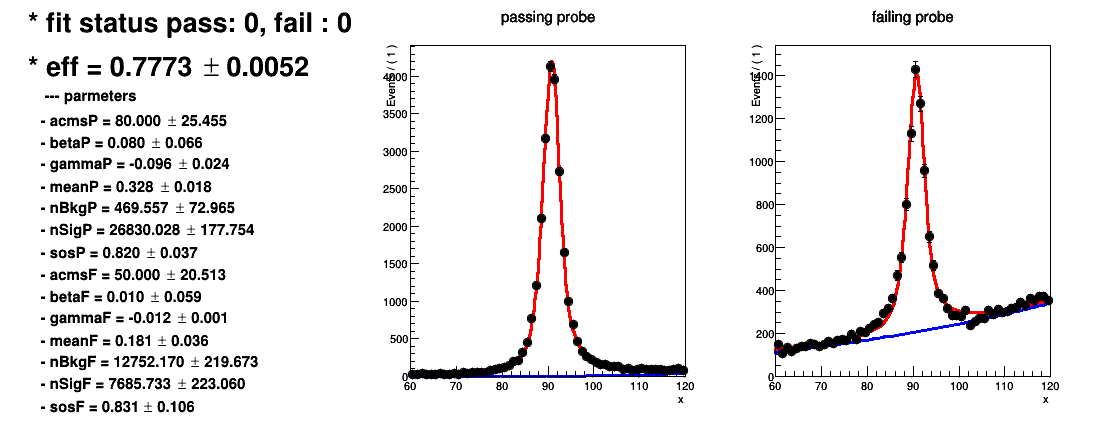 * fit status pass: 0, fail : 0
* eff = 0.7773 ± 0.0052
--- parmeters
- acmsP = 80.000 ± 25.455
- betaP = 0.080 ± 0.066
- gammaP = -0.096 ± 0.024
- meanP = 0.328 ± 0.018
- nBkgP = 469.557 ± 72.965
- nSigP = 26830.028 ± 177.754
- sosP = 0.820 ± 0.037
- acmsF = 50.000 ± 20.513
- betaF = 0.010 ± 0.059
- gammaF = -0.012 ± 0.001
- meanF = 0.181 ± 0.036
- nBkgF = 12752.170 ± 219.673
- nSigF = 7685.733 ± 223.060
- sosF = 0.831 ± 0.106
passing probe
Events / ( 1 )
4000
3500
3000
2500
2000
1500
1000
500
0
60 70 80 90 100 110 120
x
failing probe
Events / ( 1 )
1400
1200
1000
800
600
400
200
0
60 70 80 90 100 110 120
x